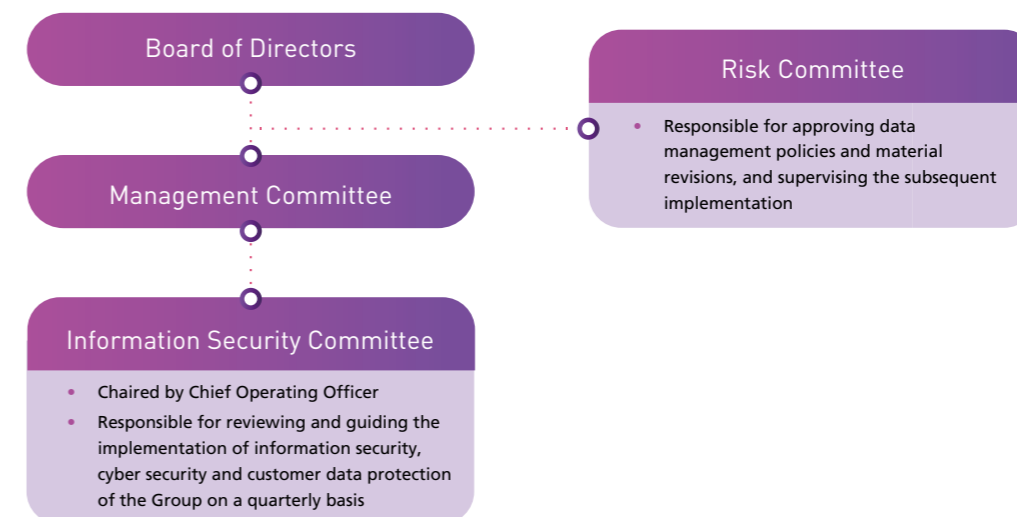 Board of Directors
Risk Committee
• Responsible for approving data
management policies and material
revisions, and supervising the subsequent
implementation
Management Committee
Information Security Committee
• Chaired by Chief Operating Officer
• Responsible for reviewing and guiding the
implementation of information security,
cyber security and customer data protection
of the Group on a quarterly basis